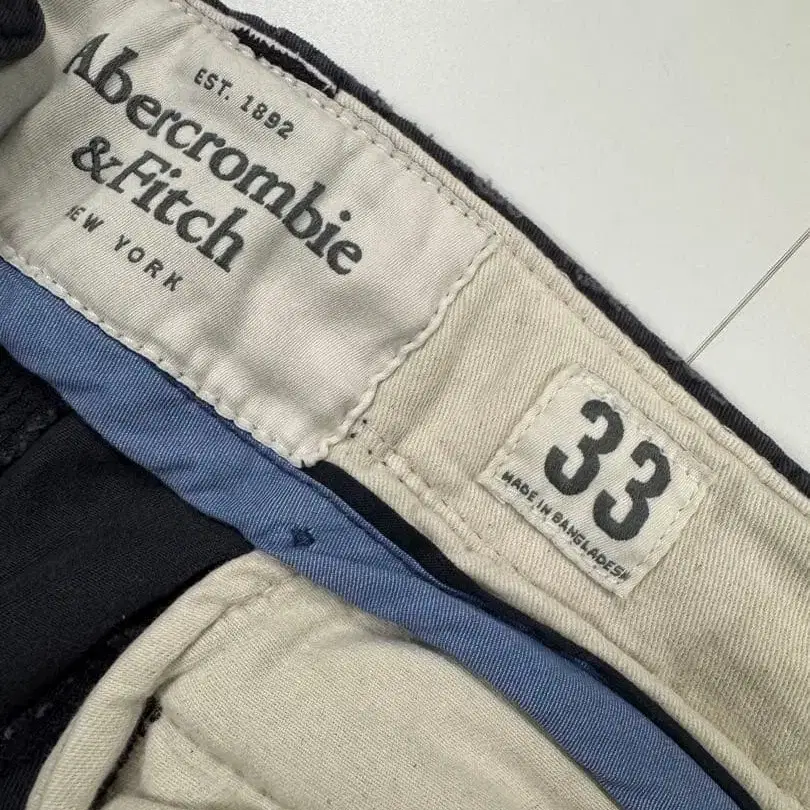 EST. 1892
Abercrombie
&Fitch
NEW YORK
33
MADE IN BANGLADESH